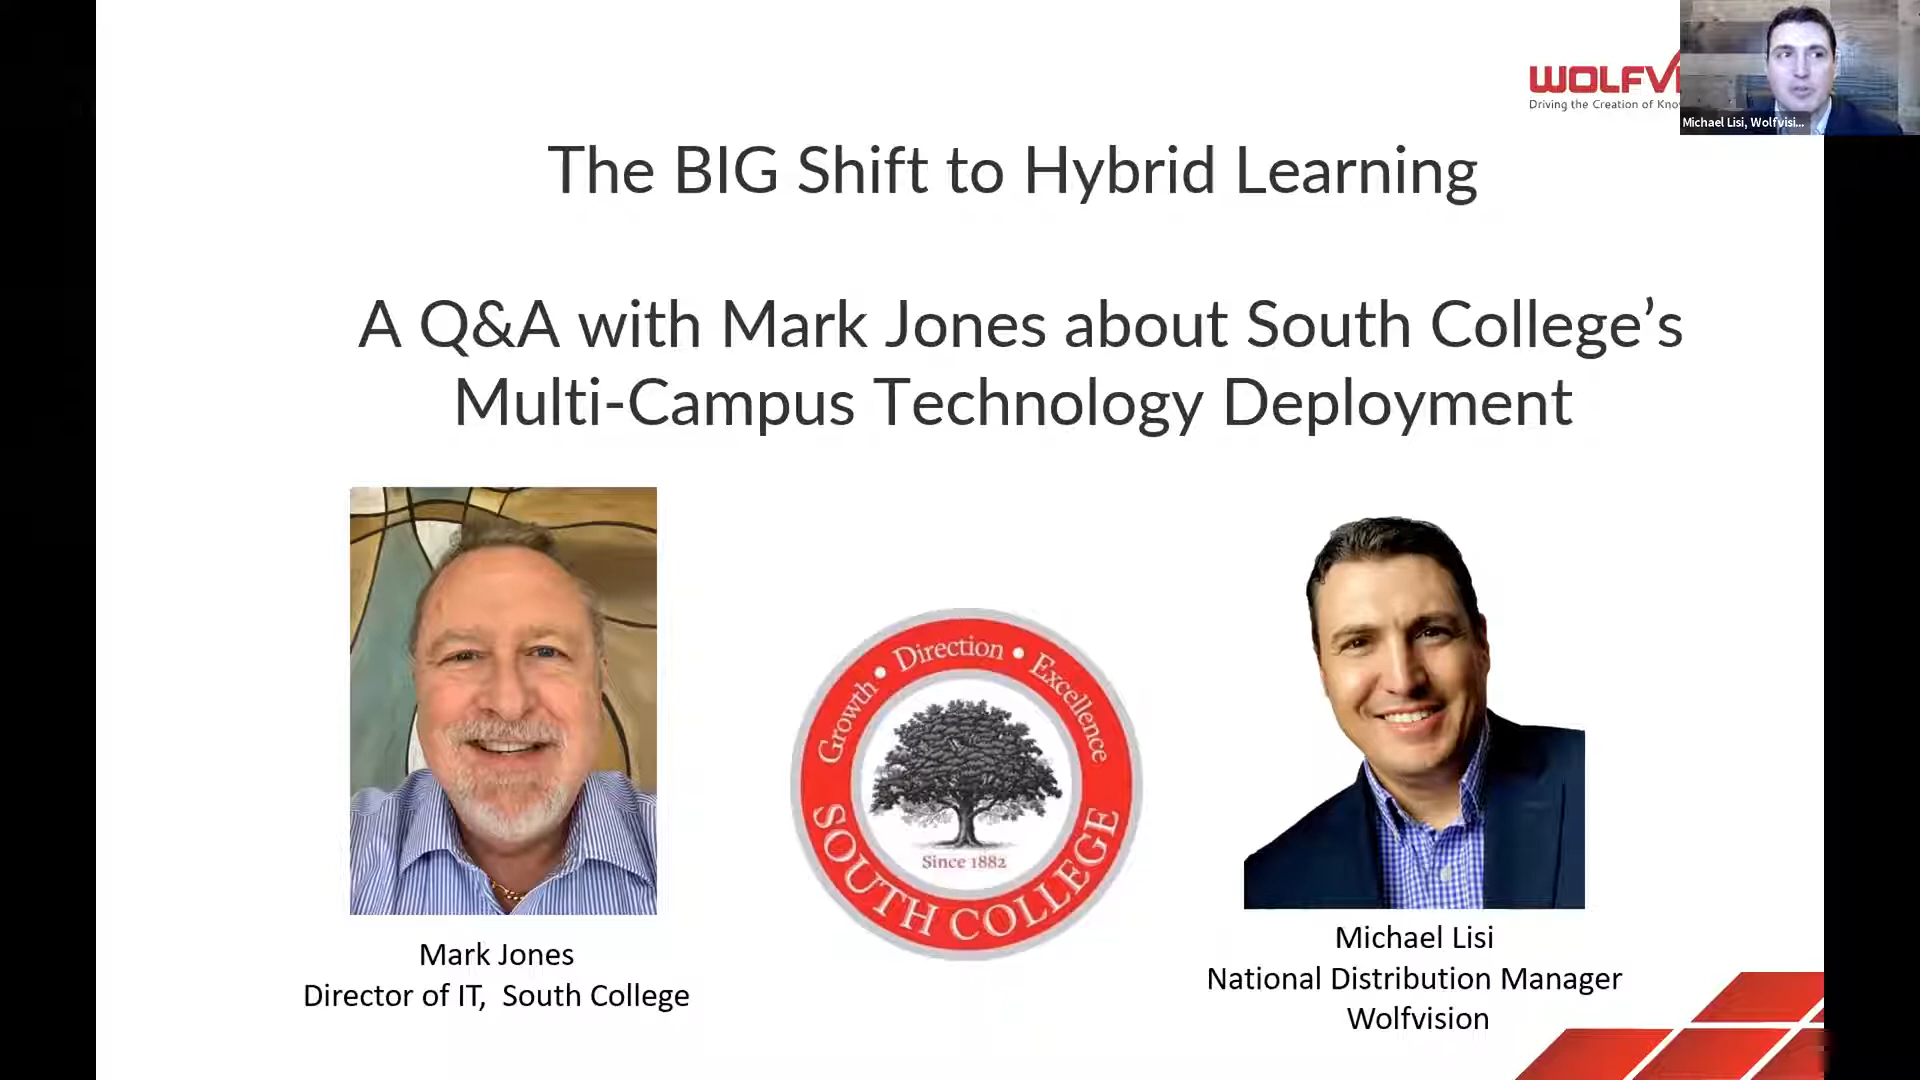 WOLFV
Driving the Creation of Kno
Michael Lisi, Wolfvisi...
The BIG Shift to Hybrid Learning
A Q&A with Mark Jones about South College’s
Multi-Campus Technology Deployment
Growth • Direction • Excellence
Since 1882
SOUTH COLLEGE
Mark Jones
Director of IT, South College
Michael Lisi
National Distribution Manager
Wolfvision